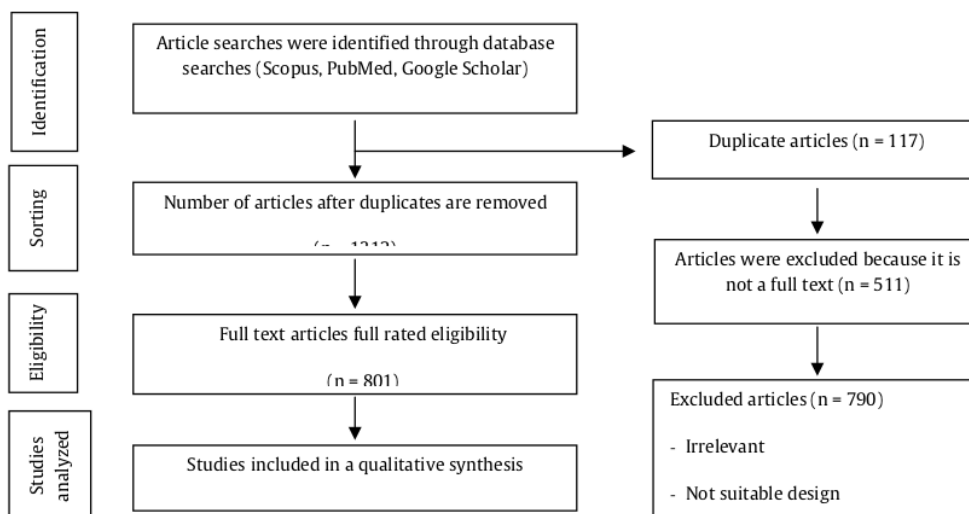 Identification
Article searches were identified through database
searches (Scopus, PubMed, Google Scholar)
Duplicate articles (n = 117)
Sorting
Number of articles after duplicates are removed
(n = 1312)
Articles were excluded because it is
not a full text (n = 511)
Eligibility
Full text articles full rated eligibility
(n = 801)
Excluded articles (n = 790)
- Irrelevant
- Not suitable design
Studies
analyzed
Studies included in a qualitative synthesis